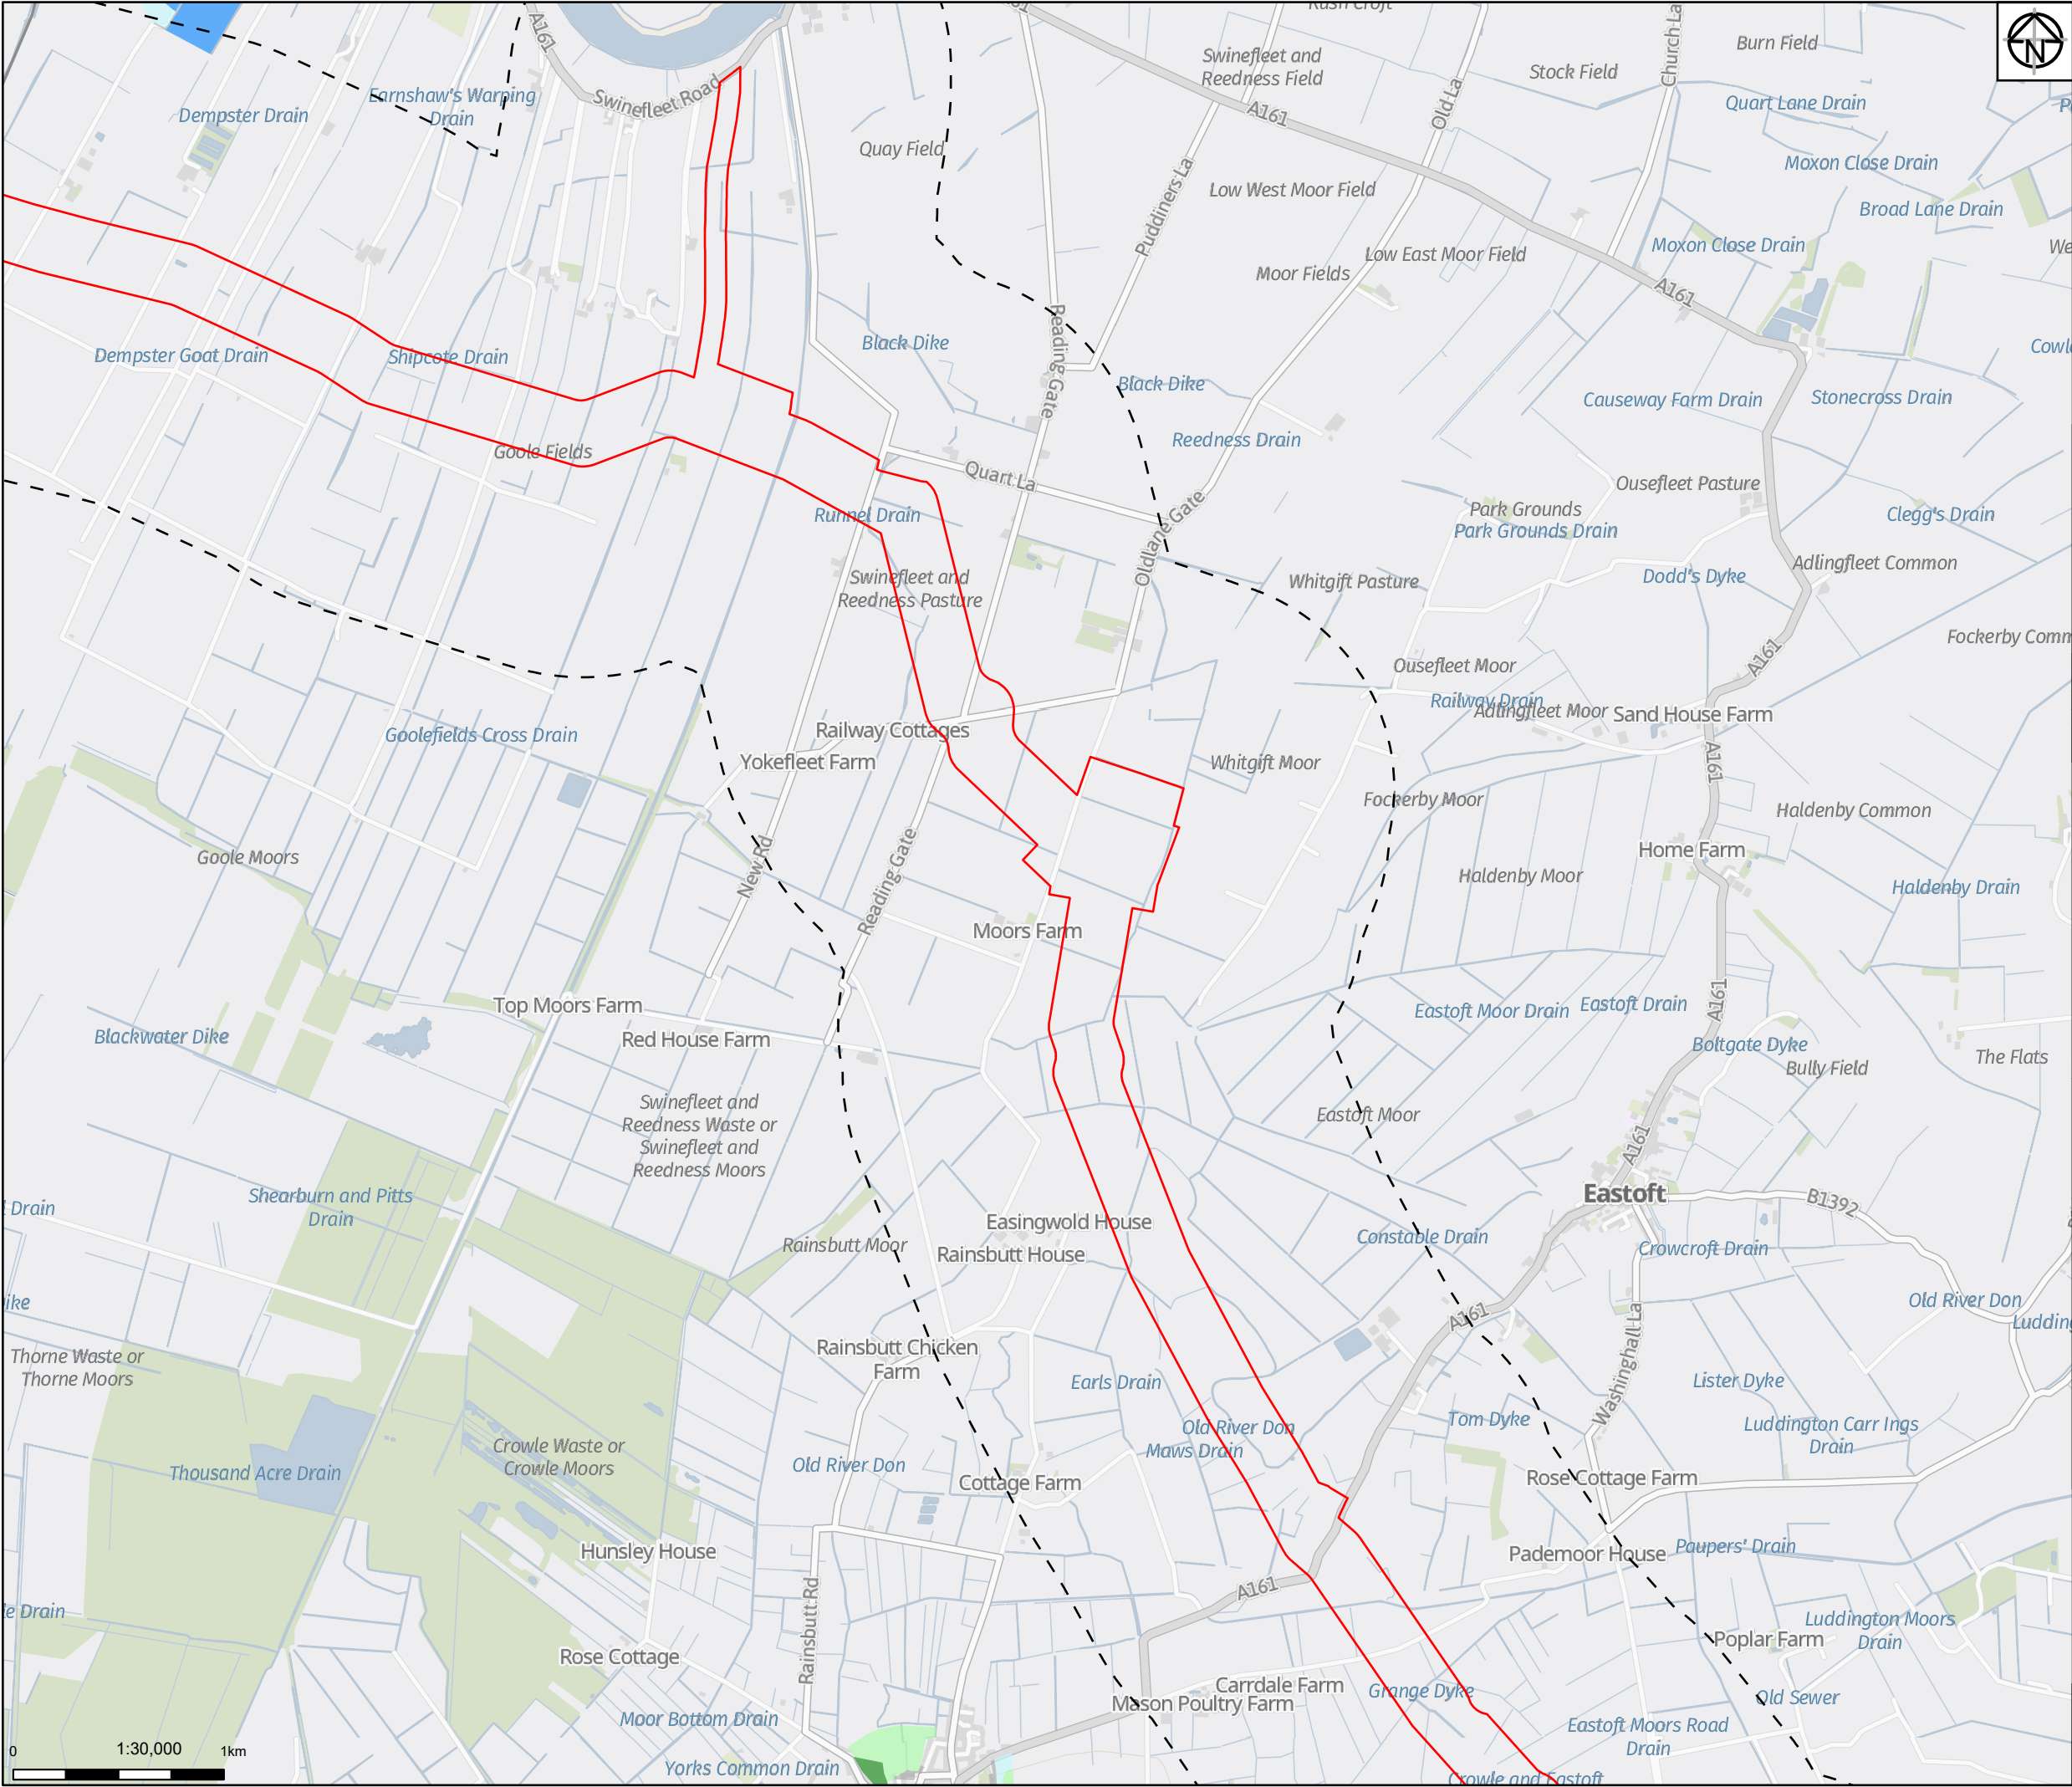 Rush Croft
A161
N
Swinefleet and
Reedness Field
Burn Field
Stock Field
Church La
Earnshaw's Warping
Drain
Dempster Drain
Swinefleet Road
A161
Old La
Quart Lane Drain
Quay Field
Moxon Close Drain
Puddiners La
Low West Moor Field
Broad Lane Drain
Moxon Close Drain
Low East Moor Field
Moor Fields
A161
Reading Gate
Black Dike
Dempster Goat Drain
Shipcote Drain
Black Dike
Causeway Farm Drain
Stonecross Drain
Reedness Drain
Goole Fields
Quart La
Ousefleet Pasture
Park Grounds
Park Grounds Drain
Clegg's Drain
Runnel Drain
Oldlane Gate
Adlingfleet Common
Swinefleet and
Reedness Pasture
Whitgift Pasture
Dodd's Dyke
Fockerby Comm
Ousefleet Moor
A161
Railway Drain
Adlingfleet Moor
Sand House Farm
Railway Cottages
Goolefields Cross Drain
Yokefleet Farm
Whitgift Moor
A161
Fockerby Moor
Haldenby Common
Goole Moors
New Rd
Reading Gate
Home Farm
Haldenby Moor
Haldenby Drain
Moors Farm
A161
Top Moors Farm
Eastoft Moor Drain
Eastoft Drain
Blackwater Dike
Red House Farm
Boltgate Dyke
Bully Field
The Flats
Swinefleet and
Reedness Waste or
Swinefleet and
Reedness Moors
Eastoft Moor
A161
Shearburn and Pitts
Drain
Drain
Eastoft
B1392
Easingwold House
Rainsbutt Moor
Rainsbutt House
Constable Drain
Crowcroft Drain
Old River Don
A161
Washinghall La
Thorne Waste or
Thorne Moors
Rainsbutt Chicken
Farm
Earls Drain
Lister Dyke
Tom Dyke
Luddington Carr Ings
Drain
Old River Don
Maws Drain
Crowle Waste or
Crowle Moors
Thousand Acre Drain
Old River Don
Cottage Farm
Rose Cottage Farm
Hunsley House
Pademoor House
Paupers' Drain
A161
Rainsbutt Rd
Luddington Moors
Drain
Rose Cottage
Poplar Farm
Carrdale Farm
Mason Poultry Farm
Grange Dyke
Old Sewer
Moor Bottom Drain
Eastoft Moors Road
Drain
0 1:30,000 1km
Yorks Common Drain
Crowle and Eastoft